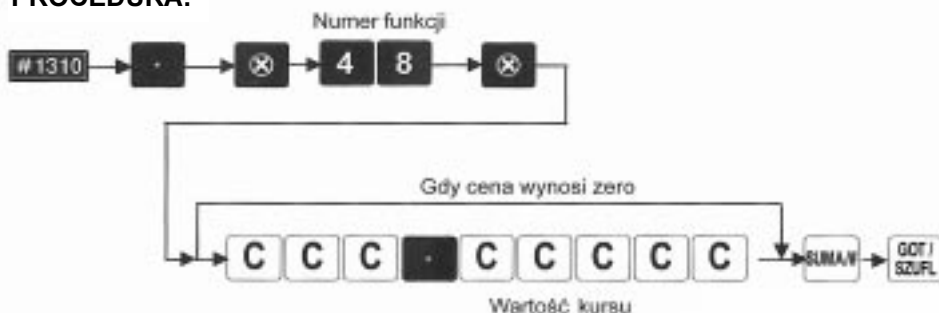 PROCEDURA:
Numer funkcji
#1310 · ⊗ 4 8 ⊗
Gdy cena wynosi zero
C C C · C C C C C SUMA/# GOT / SZUFL
Wartość kursu